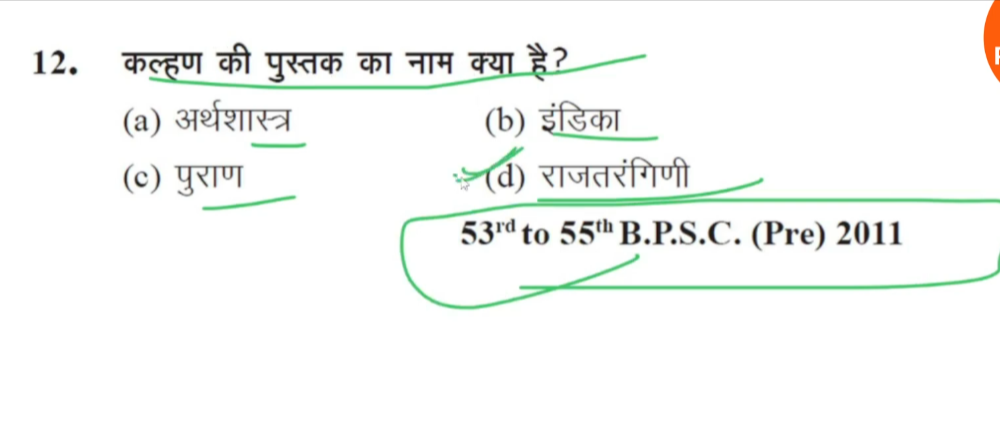 12. कल्हण की पुस्तक का नाम क्या है?
(a) अर्थशास्त्र (b) इंडिका
(c) पुराण (d) राजतरंगिणी
53rd to 55th B.P.S.C. (Pre) 2011